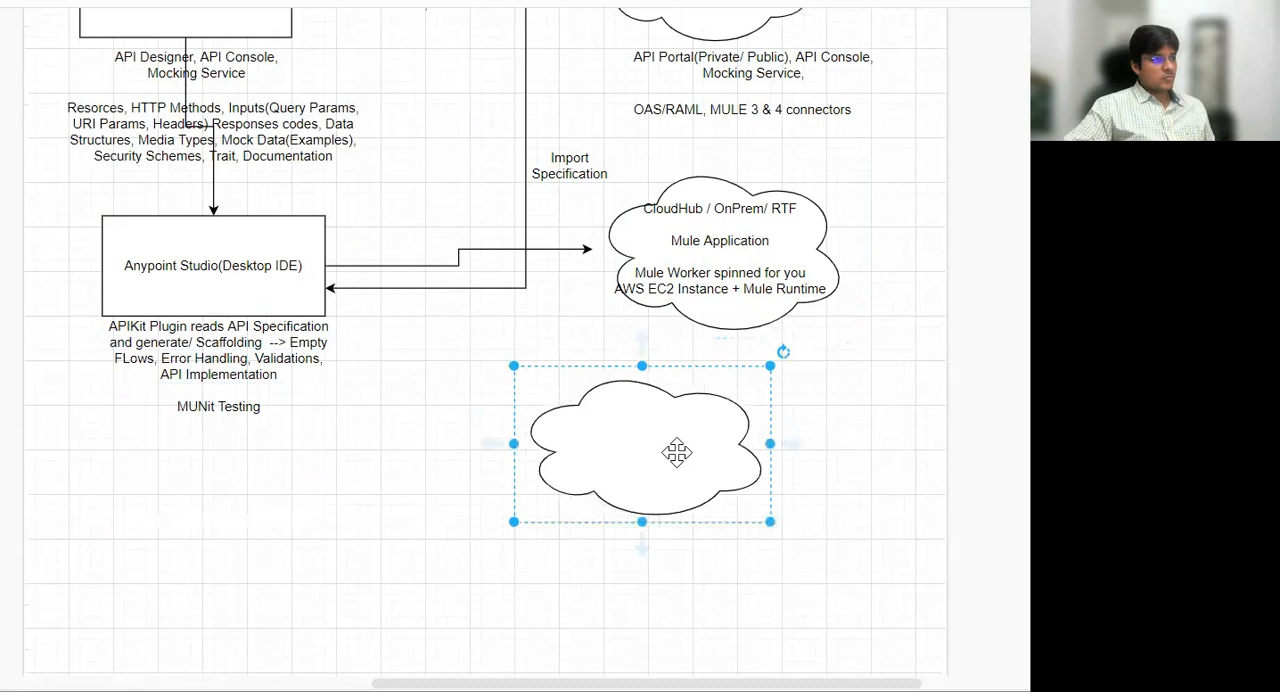 API Designer, API Console,
Mocking Service
Resorces, HTTP Methods, Inputs(Query Params,
URI Params, Headers) Responses codes, Data
Structures, Media Types, Mock Data(Examples),
Security Schemes, Trait, Documentation
API Portal(Private/ Public), API Console,
Mocking Service,
OAS/RAML, MULE 3 & 4 connectors
Import
Specification
Anypoint Studio(Desktop IDE)
CloudHub / OnPrem/ RTF
Mule Application
Mule Worker spinned for you
AWS EC2 Instance + Mule Runtime
APIKit Plugin reads API Specification
and generate/ Scaffolding --> Empty
FLows, Error Handling, Validations,
API Implementation
MUNit Testing